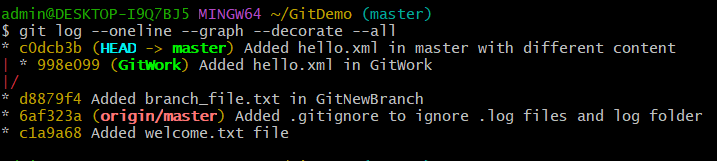 admin@DESKTOP-I9Q7BJ5 MINGW64 ~/GitDemo (master)
$ git log --oneline --graph --decorate --all
* c0dcb3b (HEAD -> master) Added hello.xml in master with different content
| * 998e099 (GitWork) Added hello.xml in GitWork
|/
* d8879f4 Added branch_file.txt in GitNewBranch
* 6af323a (origin/master) Added .gitignore to ignore .log files and log folder
* c1a9a68 Added welcome.txt file